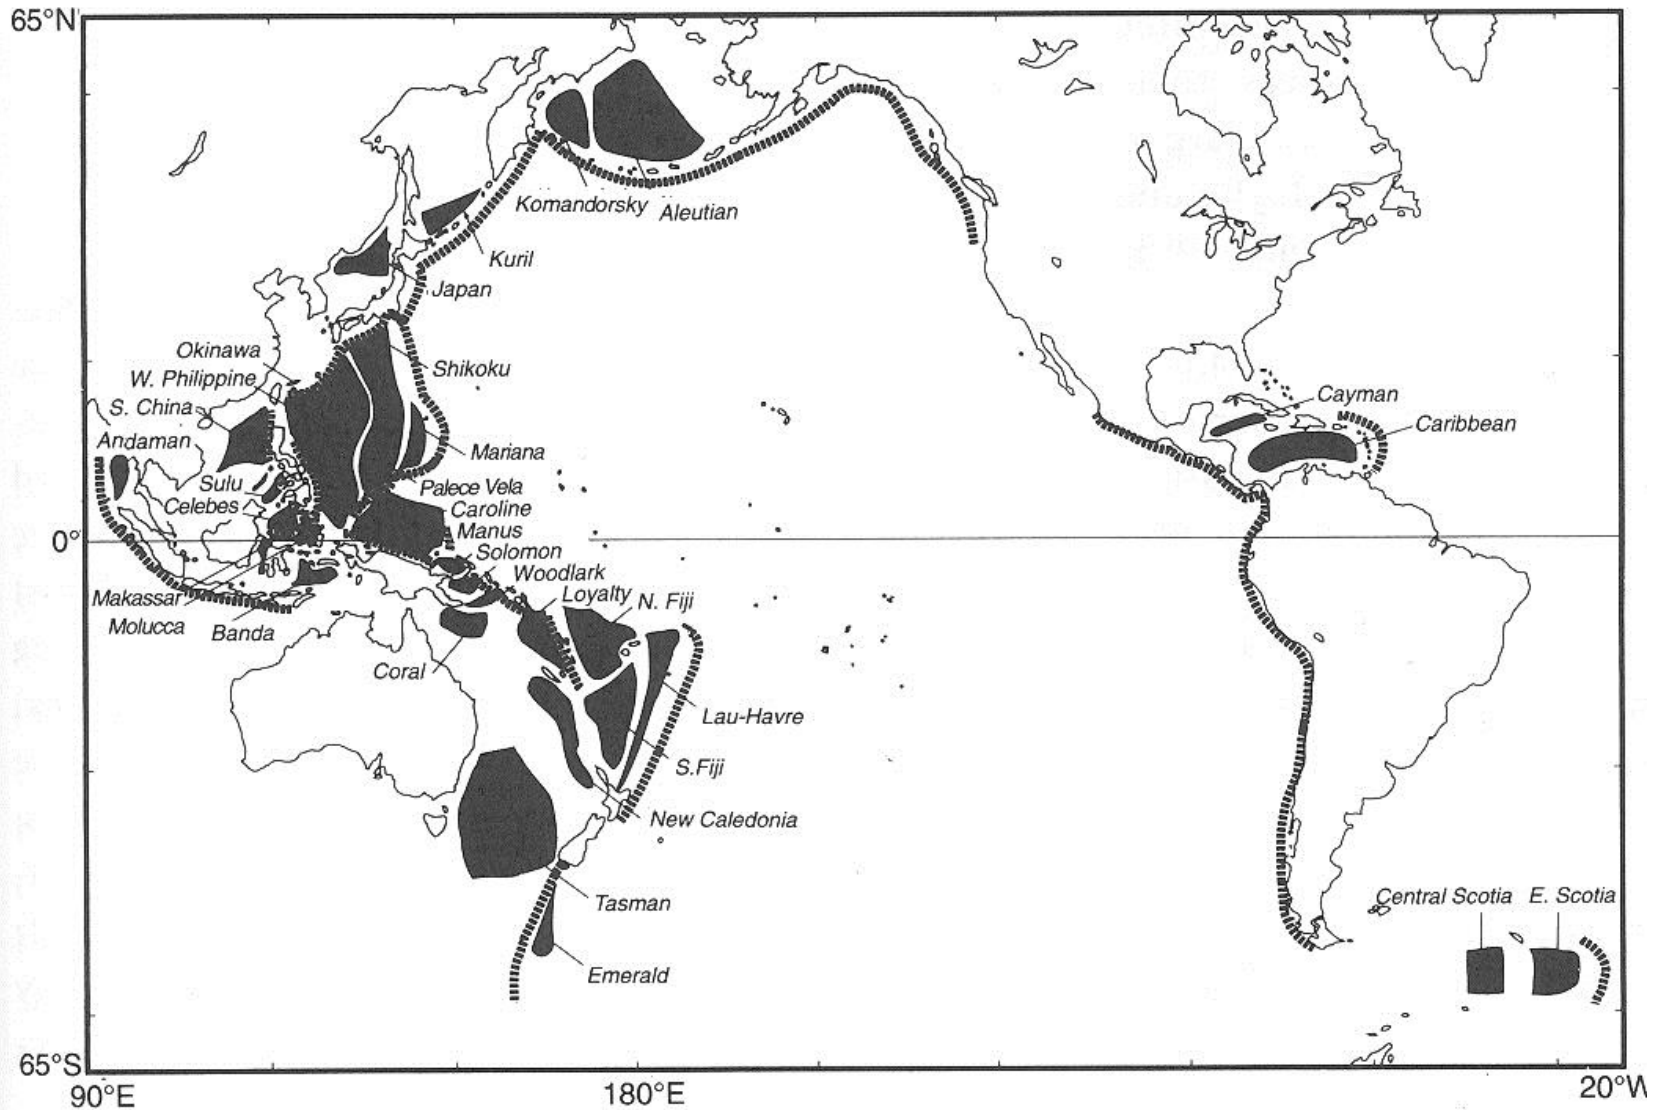 65°N
Komandorsky
Aleutian
Kuril
Japan
Okinawa
Shikoku
W. Philippine
S. China
Cayman
Caribbean
Andaman
Mariana
Sulu
Palece Vela
Celebes
Caroline
Manus
0°
Solomon
Woodlark
Makassar
Loyalty
N. Fiji
Molucca
Banda
Coral
Lau-Havre
S.Fiji
New Caledonia
Tasman
Central Scotia
E. Scotia
Emerald
65°S
90°E
180°E
20°W